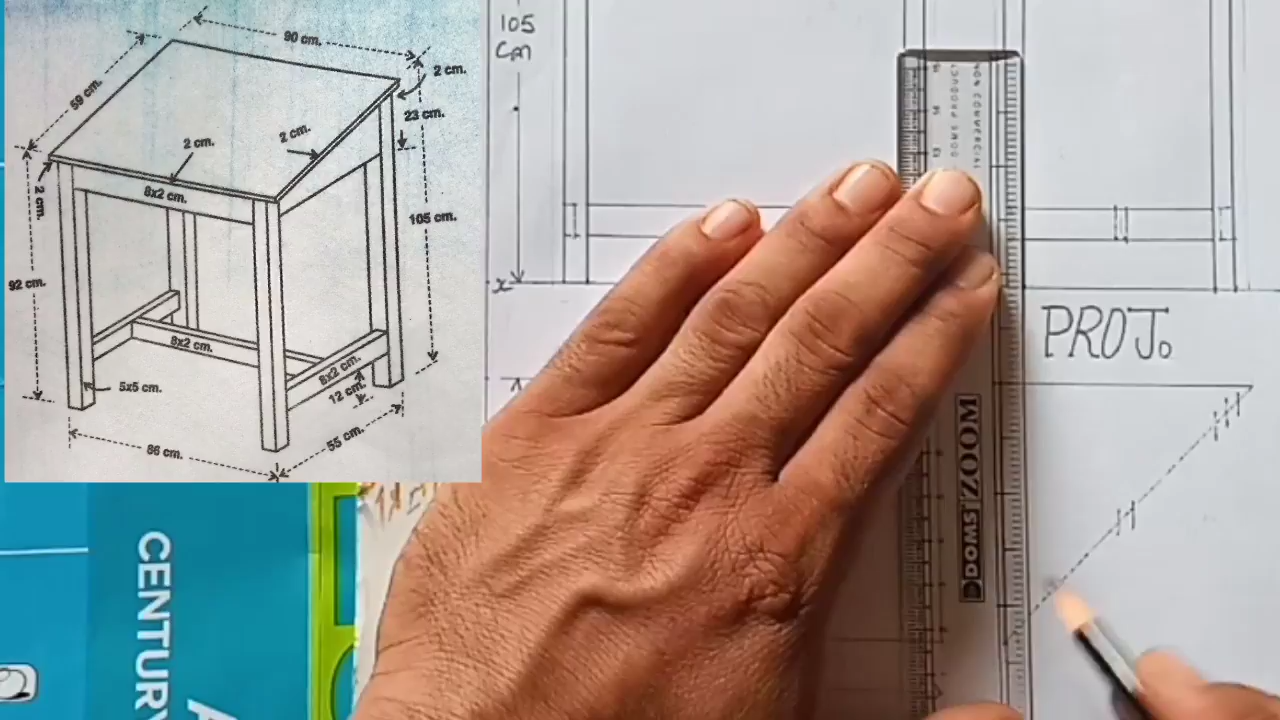 90 cm.
59 cm.
2 cm.
23 cm.
2 cm.
2 cm.
2 cm.
8x2 cm.
105 cm.
92 cm.
8x2 cm.
8x2 cm.
12 cm.
5x5 cm.
86 cm.
55 cm.
105
Cm
x
PROJ.
DOMS ZOOM
CENTURY